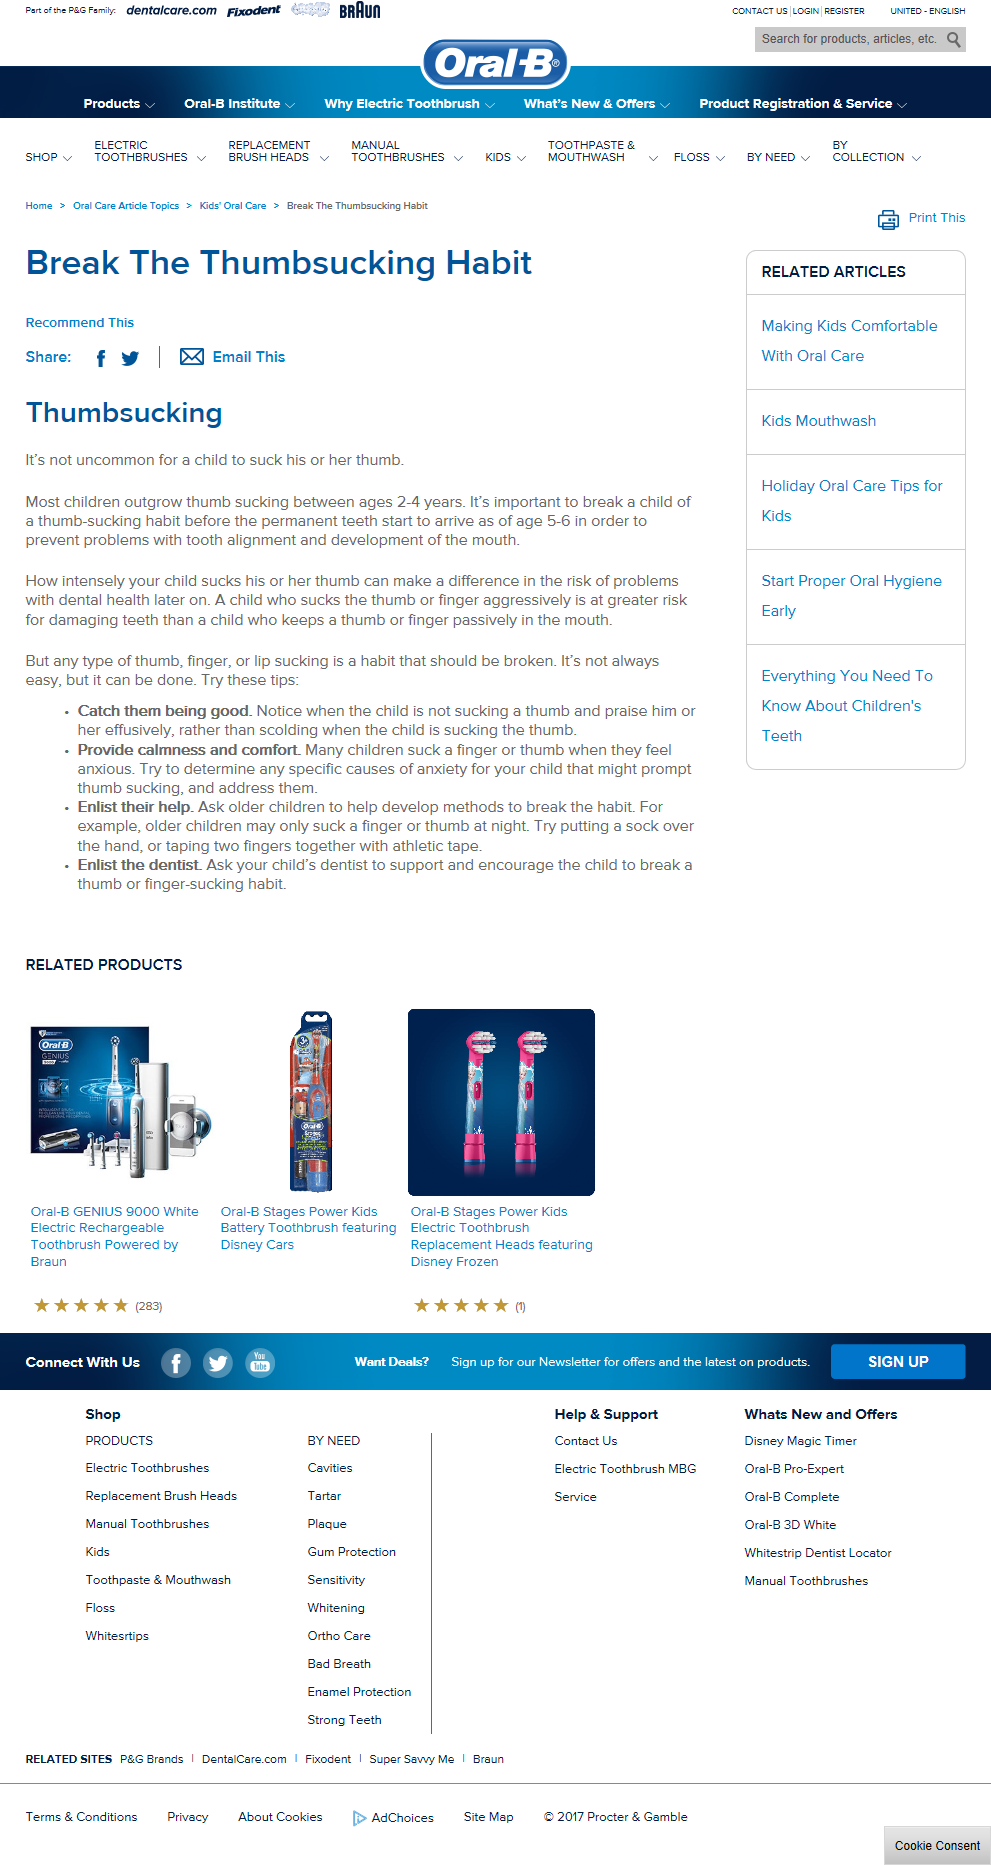 Part of the P&G Family: dentalcare.com Fixodent BRAUN
CONTACT US | LOGIN | REGISTER UNITED - ENGLISH
Search for products, articles, etc.
Oral-B®
Products Oral-B Institute Why Electric Toothbrush What's New & Offers Product Registration & Service
SHOP ELECTRIC TOOTHBRUSHES REPLACEMENT BRUSH HEADS MANUAL TOOTHBRUSHES KIDS TOOTHPASTE & MOUTHWASH FLOSS BY NEED BY COLLECTION
Home > Oral Care Article Topics > Kids' Oral Care > Break The Thumbsucking Habit
Print This
Break The Thumbsucking Habit
Recommend This
Share: Email This
Thumbsucking
It's not uncommon for a child to suck his or her thumb.
Most children outgrow thumb sucking between ages 2-4 years. It's important to break a child of
a thumb-sucking habit before the permanent teeth start to arrive as of age 5-6 in order to
prevent problems with tooth alignment and development of the mouth.
How intensely your child sucks his or her thumb can make a difference in the risk of problems
with dental health later on. A child who sucks the thumb or finger aggressively is at greater risk
for damaging teeth than a child who keeps a thumb or finger passively in the mouth.
But any type of thumb, finger, or lip sucking is a habit that should be broken. It's not always
easy, but it can be done. Try these tips:
• Catch them being good. Notice when the child is not sucking a thumb and praise him or
her effusively, rather than scolding when the child is sucking the thumb.
• Provide calmness and comfort. Many children suck a finger or thumb when they feel
anxious. Try to determine any specific causes of anxiety for your child that might prompt
thumb sucking, and address them.
• Enlist their help. Ask older children to help develop methods to break the habit. For
example, older children may only suck a finger or thumb at night. Try putting a sock over
the hand, or taping two fingers together with athletic tape.
• Enlist the dentist. Ask your child's dentist to support and encourage the child to break a
thumb or finger-sucking habit.
RELATED ARTICLES
Making Kids Comfortable
With Oral Care
Kids Mouthwash
Holiday Oral Care Tips for
Kids
Start Proper Oral Hygiene
Early
Everything You Need To
Know About Children's
Teeth
RELATED PRODUCTS
Oral-B
GENIUS
3+
Oral-B
Stages
Oral-B GENIUS 9000 White
Electric Rechargeable
Toothbrush Powered by
Braun
(283)
Oral-B Stages Power Kids
Battery Toothbrush featuring
Disney Cars
Oral-B Stages Power Kids
Electric Toothbrush
Replacement Heads featuring
Disney Frozen
(1)
Connect With Us You Tube Want Deals? Sign up for our Newsletter for offers and the latest on products. SIGN UP
Shop
PRODUCTS
Electric Toothbrushes
Replacement Brush Heads
Manual Toothbrushes
Kids
Toothpaste & Mouthwash
Floss
Whitesrtips
BY NEED
Cavities
Tartar
Plaque
Gum Protection
Sensitivity
Whitening
Ortho Care
Bad Breath
Enamel Protection
Strong Teeth
Help & Support
Contact Us
Electric Toothbrush MBG
Service
Whats New and Offers
Disney Magic Timer
Oral-B Pro-Expert
Oral-B Complete
Oral-B 3D White
Whitestrip Dentist Locator
Manual Toothbrushes
RELATED SITES P&G Brands | DentalCare.com | Fixodent | Super Savvy Me | Braun
Terms & Conditions Privacy About Cookies AdChoices Site Map © 2017 Procter & Gamble
Cookie Consent